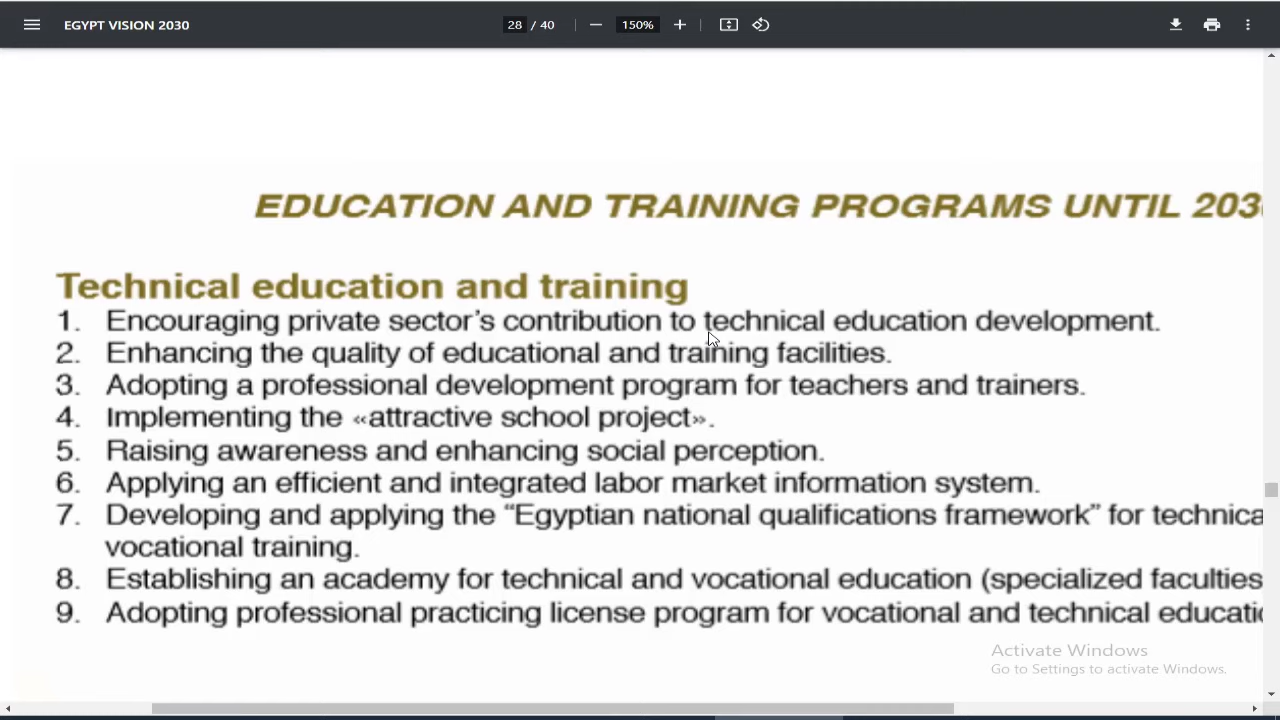 EGYPT VISION 2030
28 / 40
150%
EDUCATION AND TRAINING PROGRAMS UNTIL
Technical education and training
1. Encouraging private sector’s contribution to technical education development.
2. Enhancing the quality of educational and training facilities.
3. Adopting a professional development program for teachers and trainers.
4. Implementing the «attractive school project».
5. Raising awareness and enhancing social perception.
6. Applying an efficient and integrated labor market information system.
7. Developing and applying the “Egyptian national qualifications framework” for
vocational training.
8. Establishing an academy for technical and vocational education (specialized faculties
9. Adopting professional practicing license program for vocational and technical
Activate Windows
Go to Settings to activate Windows.